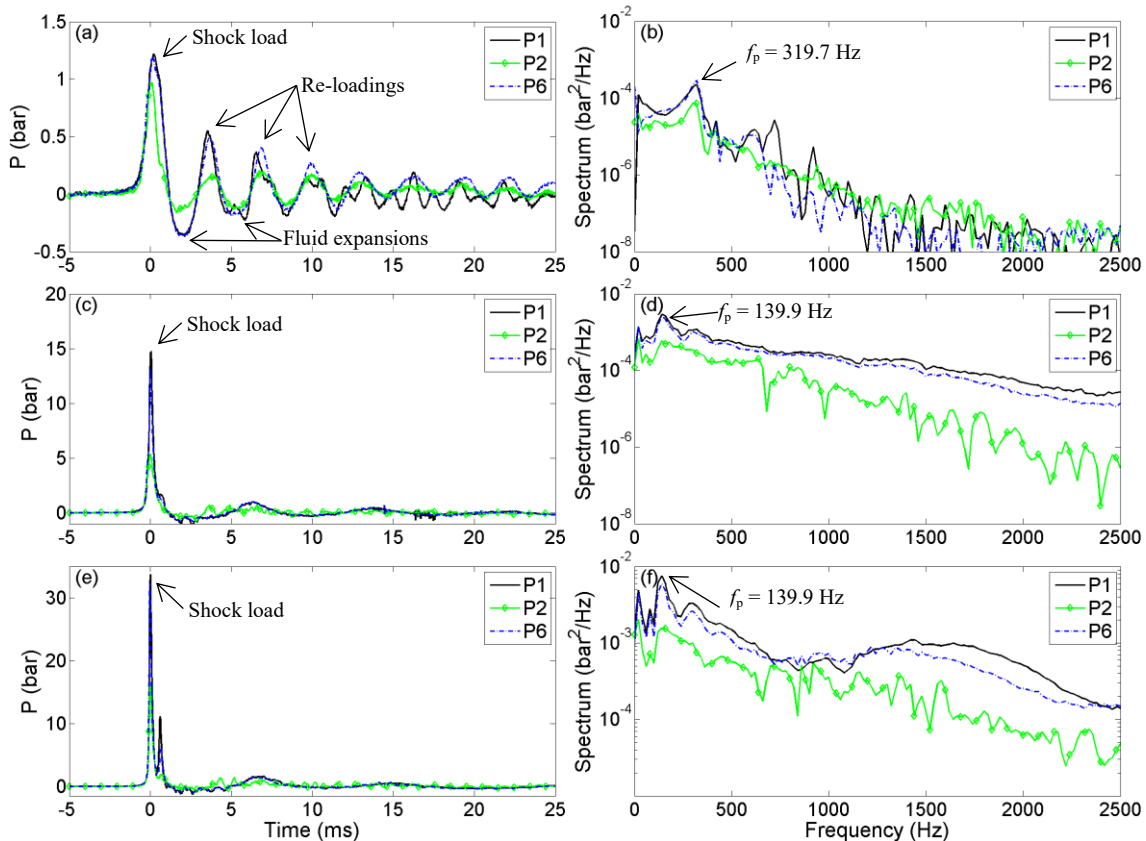 (a)
Shock load
Re-loadings
Fluid expansions
P1
P2
P6
P (bar)
1.5
1
0.5
0
-0.5
-5 0 5 10 15 20 25
(b)
fp = 319.7 Hz
P1
P2
P6
Spectrum (bar2/Hz)
10-2
10-4
10-6
10-8
0 500 1000 1500 2000 2500
(c)
Shock load
P1
P2
P6
P (bar)
20
15
10
5
0
-5 0 5 10 15 20 25
(d)
fp = 139.9 Hz
P1
P2
P6
Spectrum (bar2/Hz)
10-2
10-4
10-6
10-8
0 500 1000 1500 2000 2500
(e)
Shock load
P1
P2
P6
P (bar)
30
20
10
0
-5 0 5 10 15 20 25
Time (ms)
(f)
fp = 139.9 Hz
P1
P2
P6
Spectrum (bar2/Hz)
10-2
10-3
10-4
0 500 1000 1500 2000 2500
Frequency (Hz)